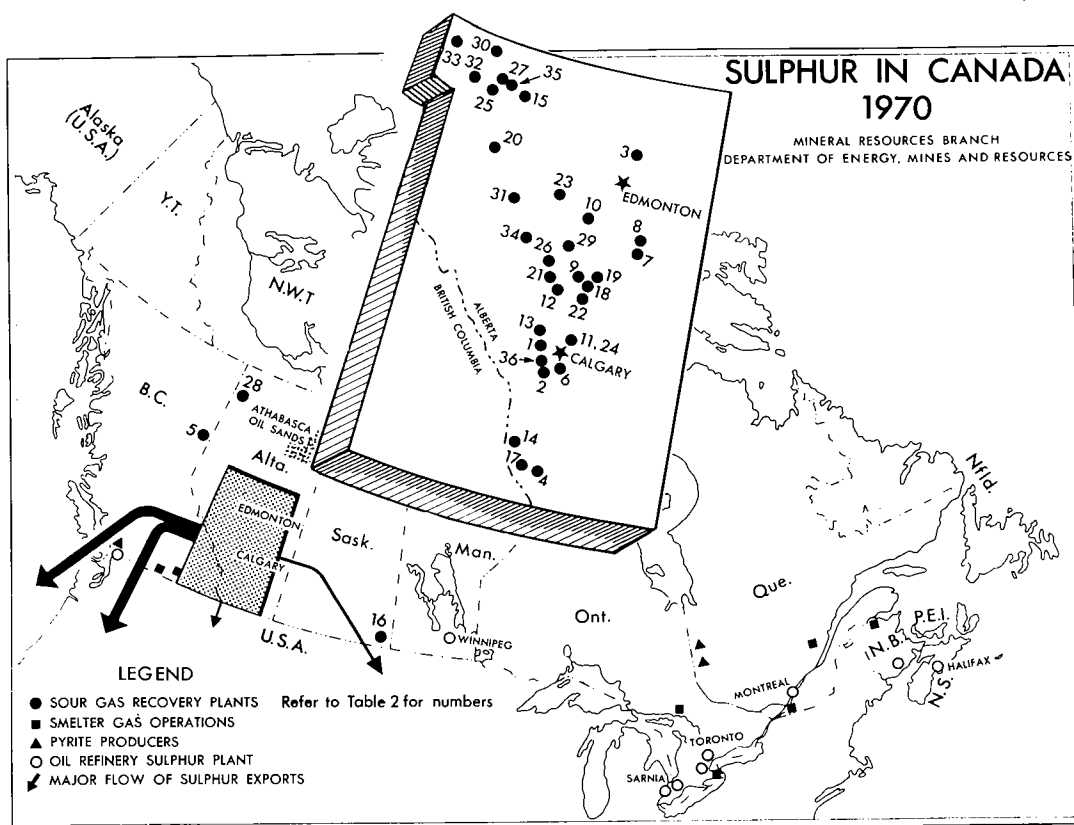 SULPHUR IN CANADA
1970
MINERAL RESOURCES BRANCH
DEPARTMENT OF ENERGY, MINES AND RESOURCES
Alaska
(U.S.A.)
Y.T.
N.W.T
B.C.
28
5
ATHABASCA
OIL SANDS
Alta.
EDMONTON
CALGARY
Sask.
Man.
16
WINNIPEG
U.S.A.
Ont.
Que.
Nfld.
P.E.I.
N.B.
N.S.
HALIFAX
MONTREAL
TORONTO
SARNIA
30
33 32
27
35
25
15
20
3
EDMONTON
23
31
10
8
7
34
29
26
9
19
21
18
12
22
ALBERTA
BRITISH COLUMBIA
13
1
11, 24
36
CALGARY
2
6
14
17
4
LEGEND
SOUR GAS RECOVERY PLANTS Refer to Table 2 for numbers
SMELTER GAS OPERATIONS
PYRITE PRODUCERS
OIL REFINERY SULPHUR PLANT
MAJOR FLOW OF SULPHUR EXPORTS